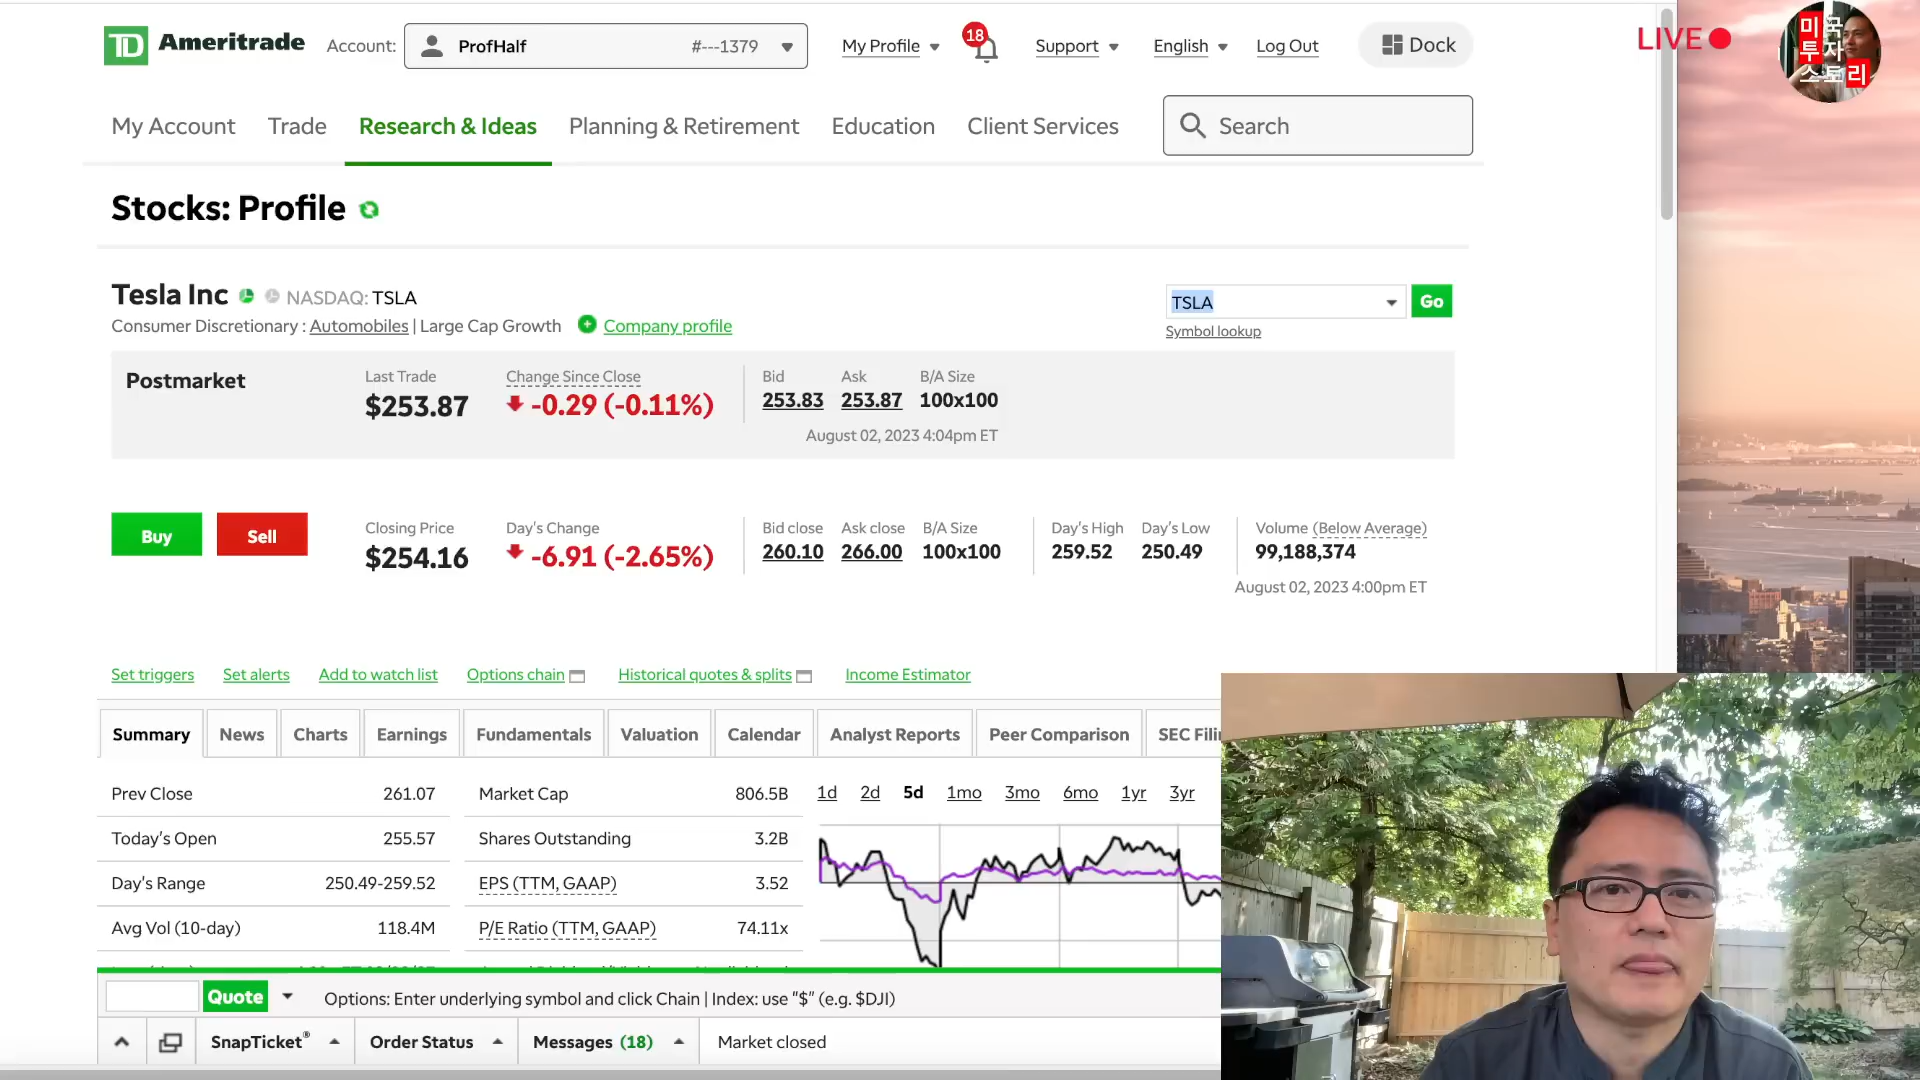 TD Ameritrade Account: ProfHalf #---1379 My Profile 18 Support English Log Out Dock LIVE
미국
투자
스토리
My Account Trade Research & Ideas Planning & Retirement Education Client Services Search
Stocks: Profile
Tesla Inc NASDAQ: TSLA TSLA Go
Consumer Discretionary : Automobiles | Large Cap Growth Company profile Symbol lookup
Postmarket Last Trade Change Since Close Bid Ask B/A Size
$253.87 -0.29 (-0.11%) 253.83 253.87 100x100
August 02, 2023 4:04pm ET
Closing Price Day's Change Bid close Ask close B/A Size Day's High Day's Low Volume (Below Average)
Buy Sell $254.16 -6.91 (-2.65%) 260.10 266.00 100x100 259.52 250.49 99,188,374
August 02, 2023 4:00pm ET
Set triggers Set alerts Add to watch list Options chain Historical quotes & splits Income Estimator
Summary News Charts Earnings Fundamentals Valuation Calendar Analyst Reports Peer Comparison SEC Fili
Prev Close 261.07 Market Cap 806.5B 1d 2d 5d 1mo 3mo 6mo 1yr 3yr
Today's Open 255.57 Shares Outstanding 3.2B
Day's Range 250.49-259.52 EPS (TTM, GAAP) 3.52
Avg Vol (10-day) 118.4M P/E Ratio (TTM, GAAP) 74.11x
Quote Options: Enter underlying symbol and click Chain | Index: use "$" (e.g. $DJI)
SnapTicket® Order Status Messages (18) Market closed